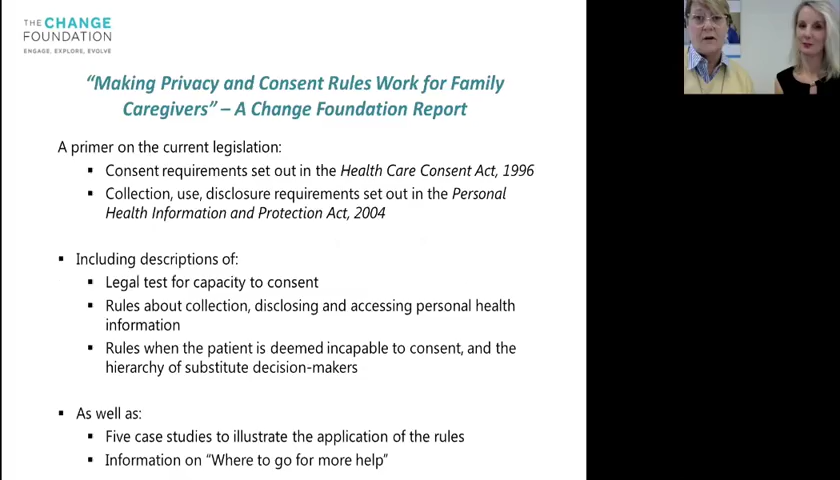 THE CHANGE
FOUNDATION
ENGAGE. EXPLORE. EVOLVE
“Making Privacy and Consent Rules Work for Family
Caregivers” – A Change Foundation Report
A primer on the current legislation:
▪ Consent requirements set out in the Health Care Consent Act, 1996
▪ Collection, use, disclosure requirements set out in the Personal
Health Information and Protection Act, 2004
▪ Including descriptions of:
▪ Legal test for capacity to consent
▪ Rules about collection, disclosing and accessing personal health
information
▪ Rules when the patient is deemed incapable to consent, and the
hierarchy of substitute decision-makers
▪ As well as:
▪ Five case studies to illustrate the application of the rules
▪ Information on “Where to go for more help”